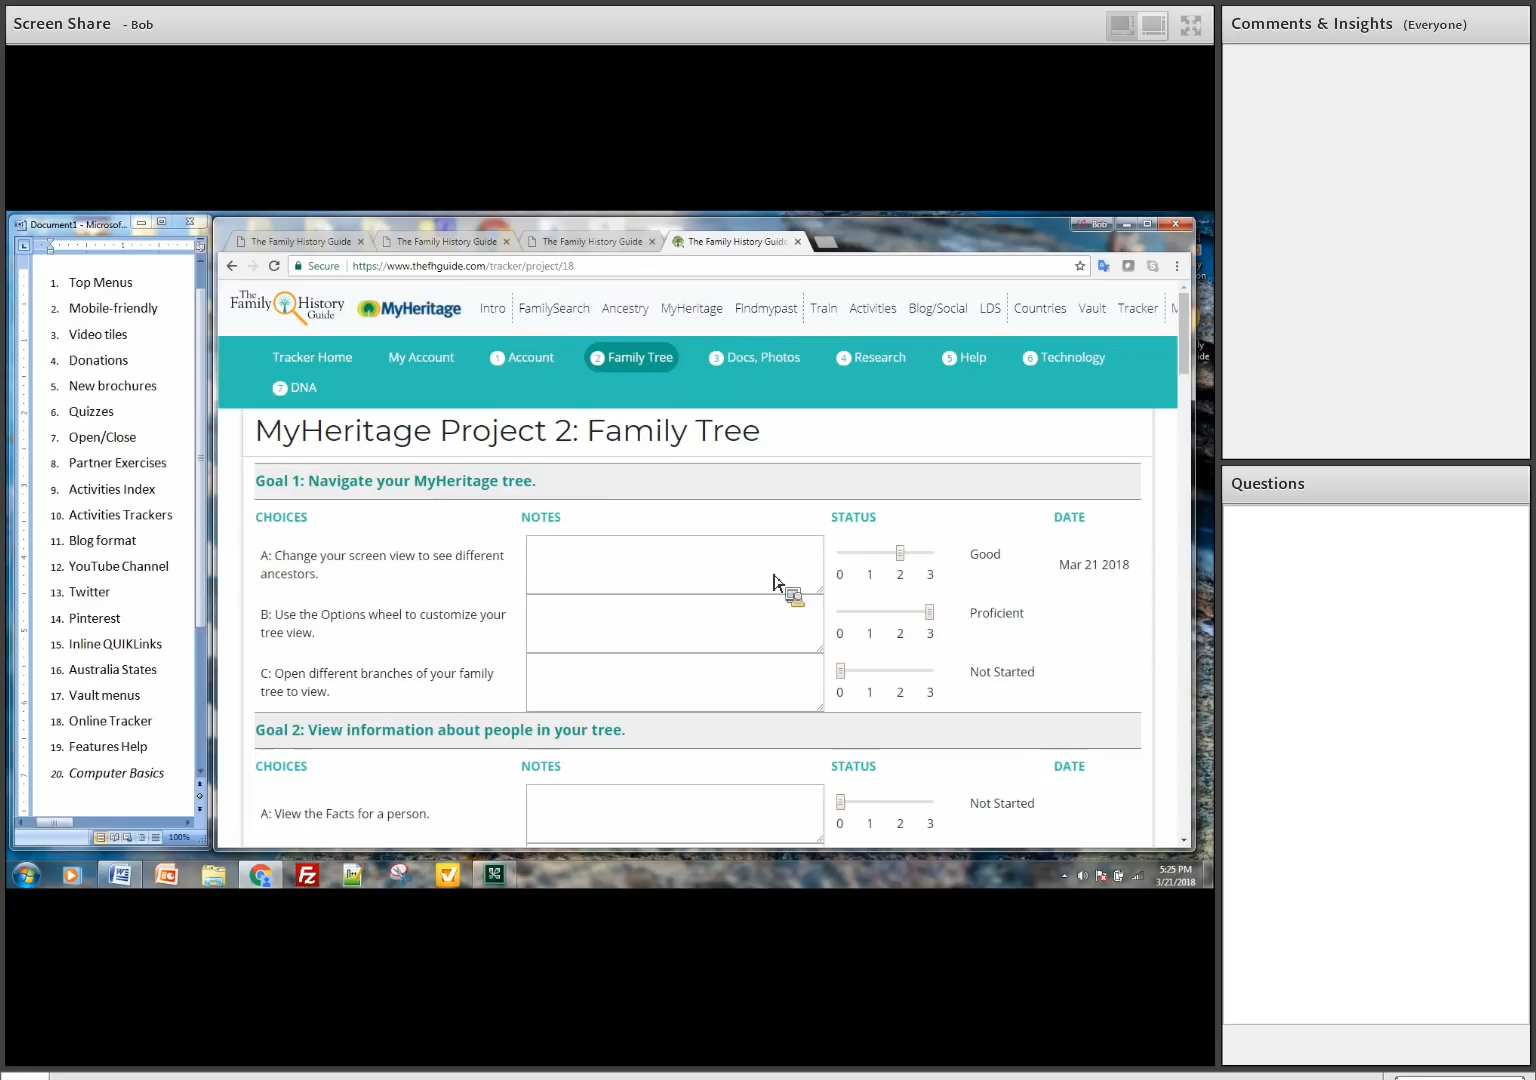 Screen Share - Bob
Comments & Insights (Everyone)
Questions
Document1 - Microsof...
1. Top Menus
2. Mobile-friendly
3. Video tiles
4. Donations
5. New brochures
6. Quizzes
7. Open/Close
8. Partner Exercises
9. Activities Index
10. Activities Trackers
11. Blog format
12. YouTube Channel
13. Twitter
14. Pinterest
15. Inline QUIKLinks
16. Australia States
17. Vault menus
18. Online Tracker
19. Features Help
20. Computer Basics
100%
Bob
The Family History Guide
The Family History Guide
The Family History Guide
The Family History Guide
Secure https://www.thefhguide.com/tracker/project/18
The Family History Guide
MyHeritage
Intro FamilySearch Ancestry MyHeritage Findmypast Train Activities Blog/Social LDS Countries Vault Tracker
Tracker Home My Account 1 Account 2 Family Tree 3 Docs, Photos 4 Research 5 Help 6 Technology
7 DNA
MyHeritage Project 2: Family Tree
Goal 1: Navigate your MyHeritage tree.
CHOICES NOTES STATUS DATE
A: Change your screen view to see different
ancestors.
0 1 2 3
Good
Mar 21 2018
B: Use the Options wheel to customize your
tree view.
0 1 2 3
Proficient
C: Open different branches of your family
tree to view.
0 1 2 3
Not Started
Goal 2: View information about people in your tree.
CHOICES NOTES STATUS DATE
A: View the Facts for a person.
0 1 2 3
Not Started
5:25 PM
3/21/2018